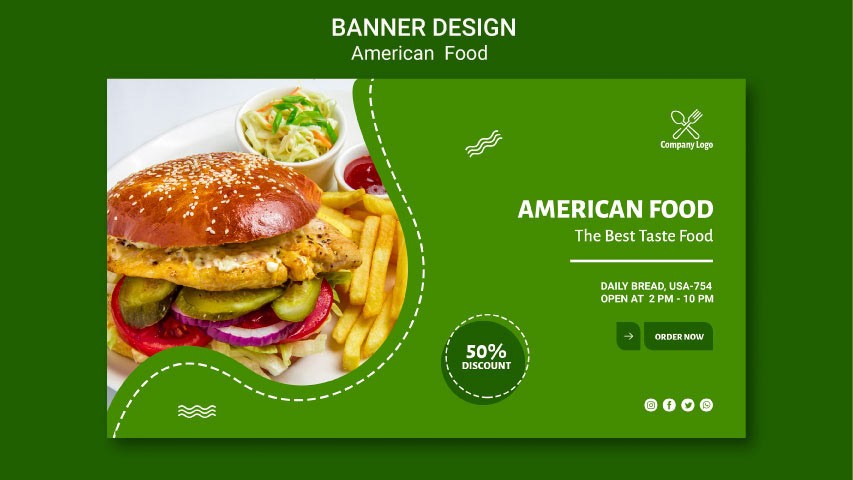 BANNER DESIGN
American Food
Company Logo
AMERICAN FOOD
The Best Taste Food
DAILY BREAD, USA-754
OPEN AT 2 PM - 10 PM
ORDER NOW
50%
DISCOUNT